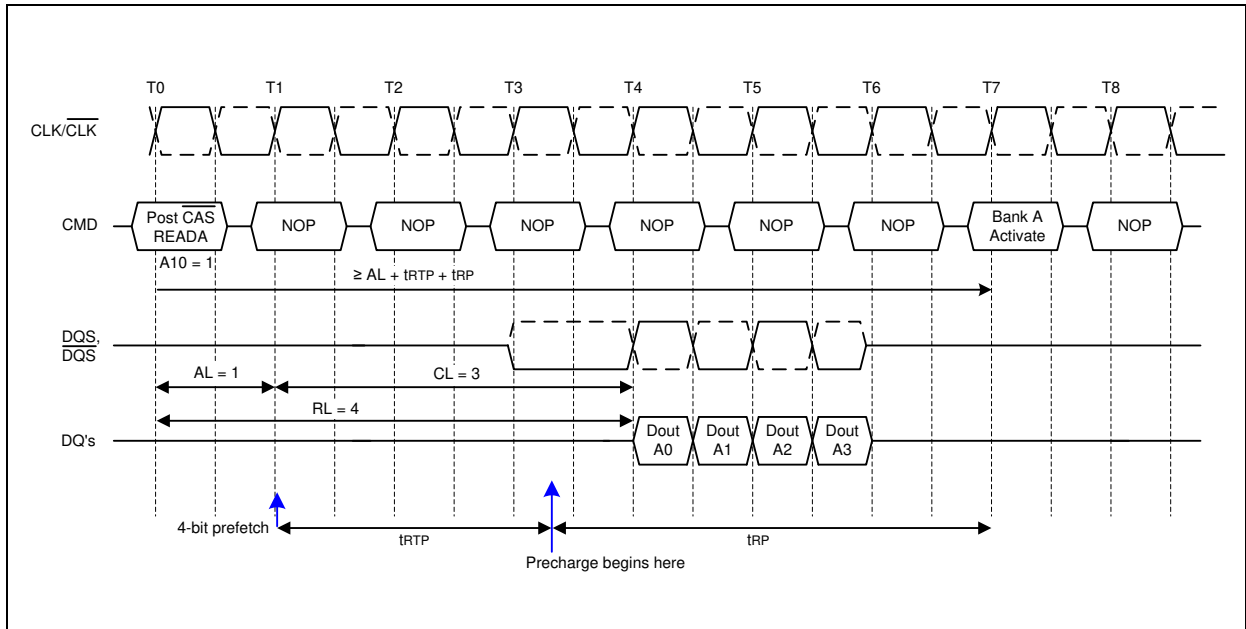 T0 T1 T2 T3 T4 T5 T6 T7 T8
CLK/CLK
CMD
Post CAS
READA
NOP NOP NOP NOP NOP NOP
Bank A
Activate
NOP
A10 = 1
≥ AL + tRTP + tRP
DQS,
DQS
AL = 1
CL = 3
RL = 4
DQ's
Dout
A0
Dout
A1
Dout
A2
Dout
A3
4-bit prefetch
tRTP
tRP
Precharge begins here